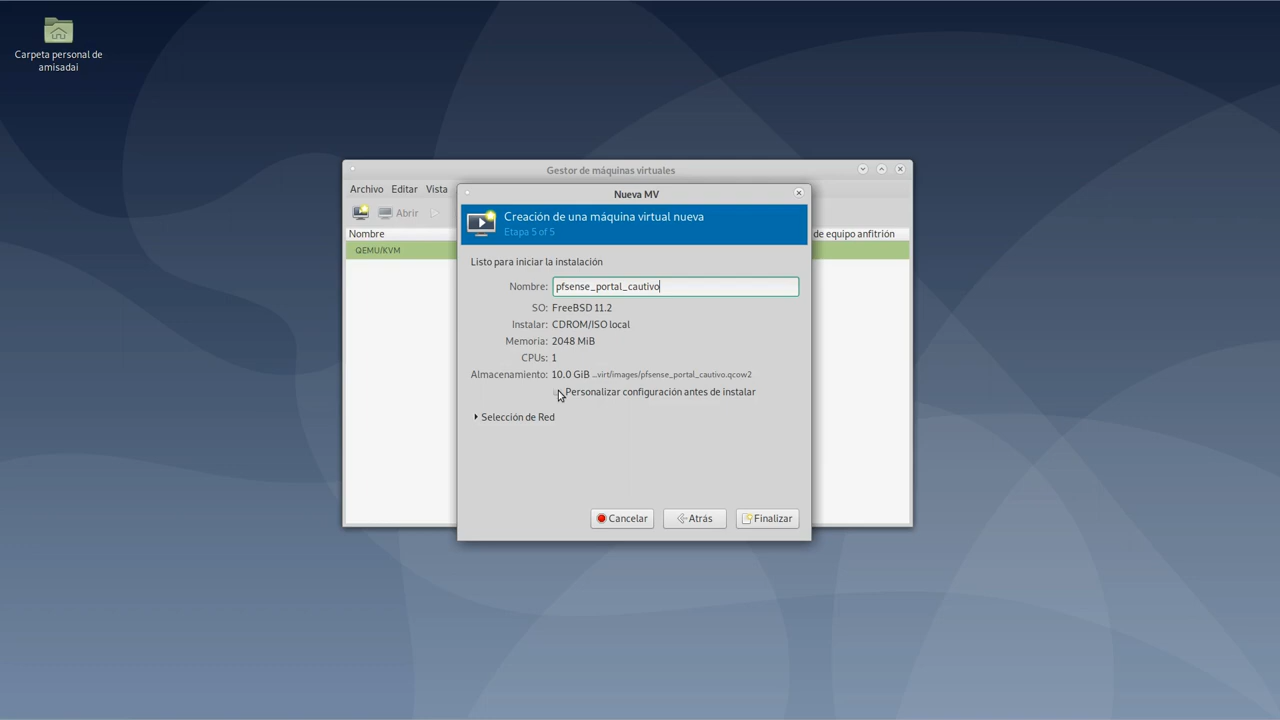 Carpeta personal de
amisadai
Gestor de máquinas virtuales
Archivo Editar Vista
Abrir
Nombre
de equipo anfitrión
QEMU/KVM
Nueva MV
Creación de una máquina virtual nueva
Etapa 5 of 5
Listo para iniciar la instalación
Nombre: pfsense_portal_cautivo
SO: FreeBSD 11.2
Instalar: CDROM/ISO local
Memoria: 2048 MiB
CPUs: 1
Almacenamiento: 10.0 GiB ...virt/images/pfsense_portal_cautivo.qcow2
Personalizar configuración antes de instalar
Selección de Red
Cancelar Atrás Finalizar